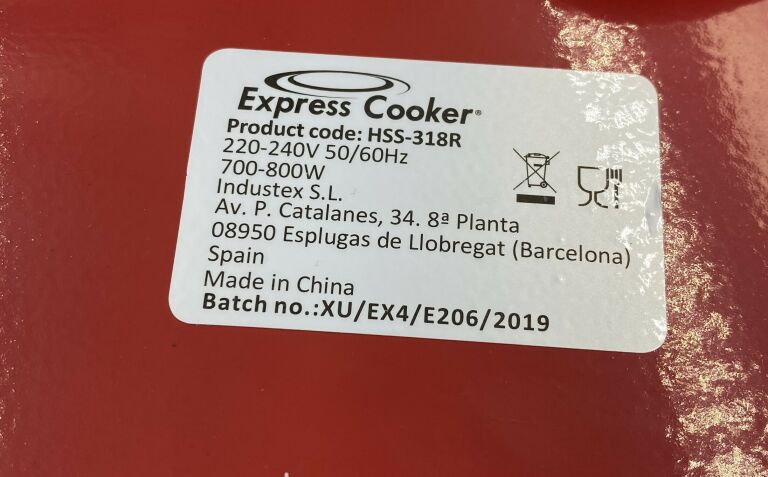 Express Cooker®
Product code: HSS-318R
220-240V 50/60Hz
700-800W
Industex S.L.
Av. P. Catalanes, 34. 8ª Planta
08950 Esplugas de Llobregat (Barcelona)
Spain
Made in China
Batch no.:XU/EX4/E206/2019